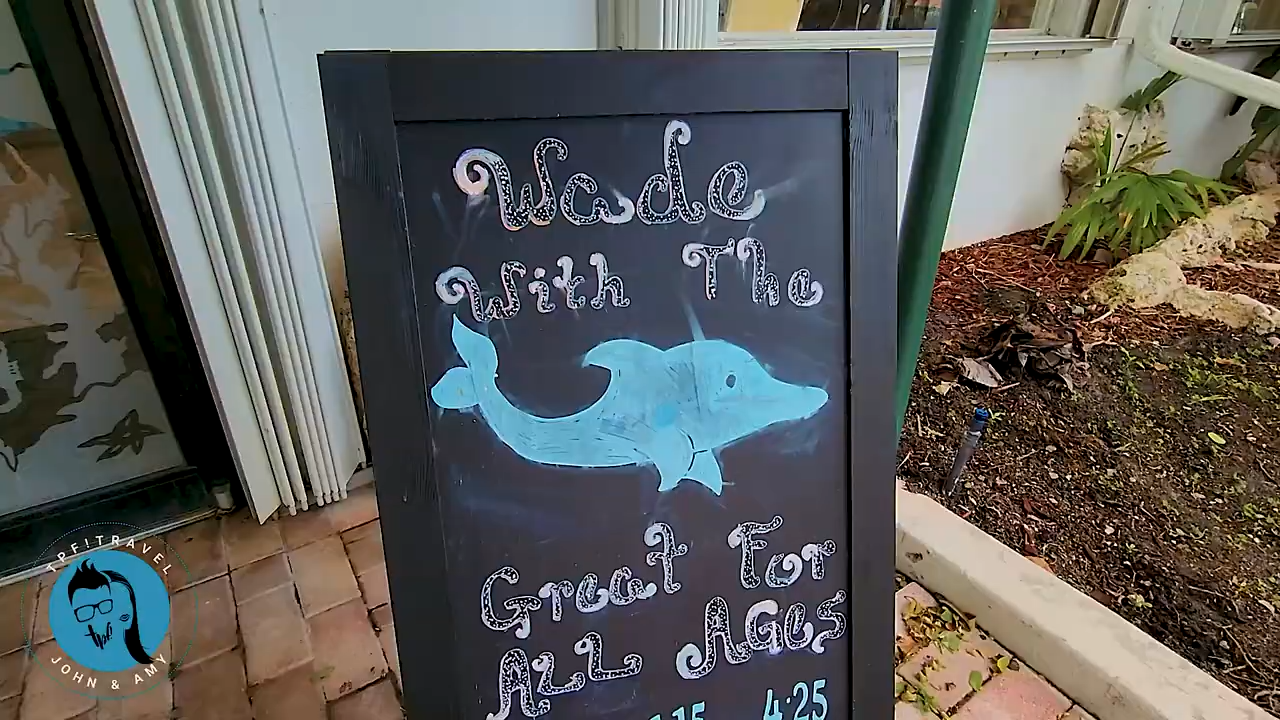 Wade
With The
Great For
All Ages
4:25
TPFITRAVEL
JOHN & AMY